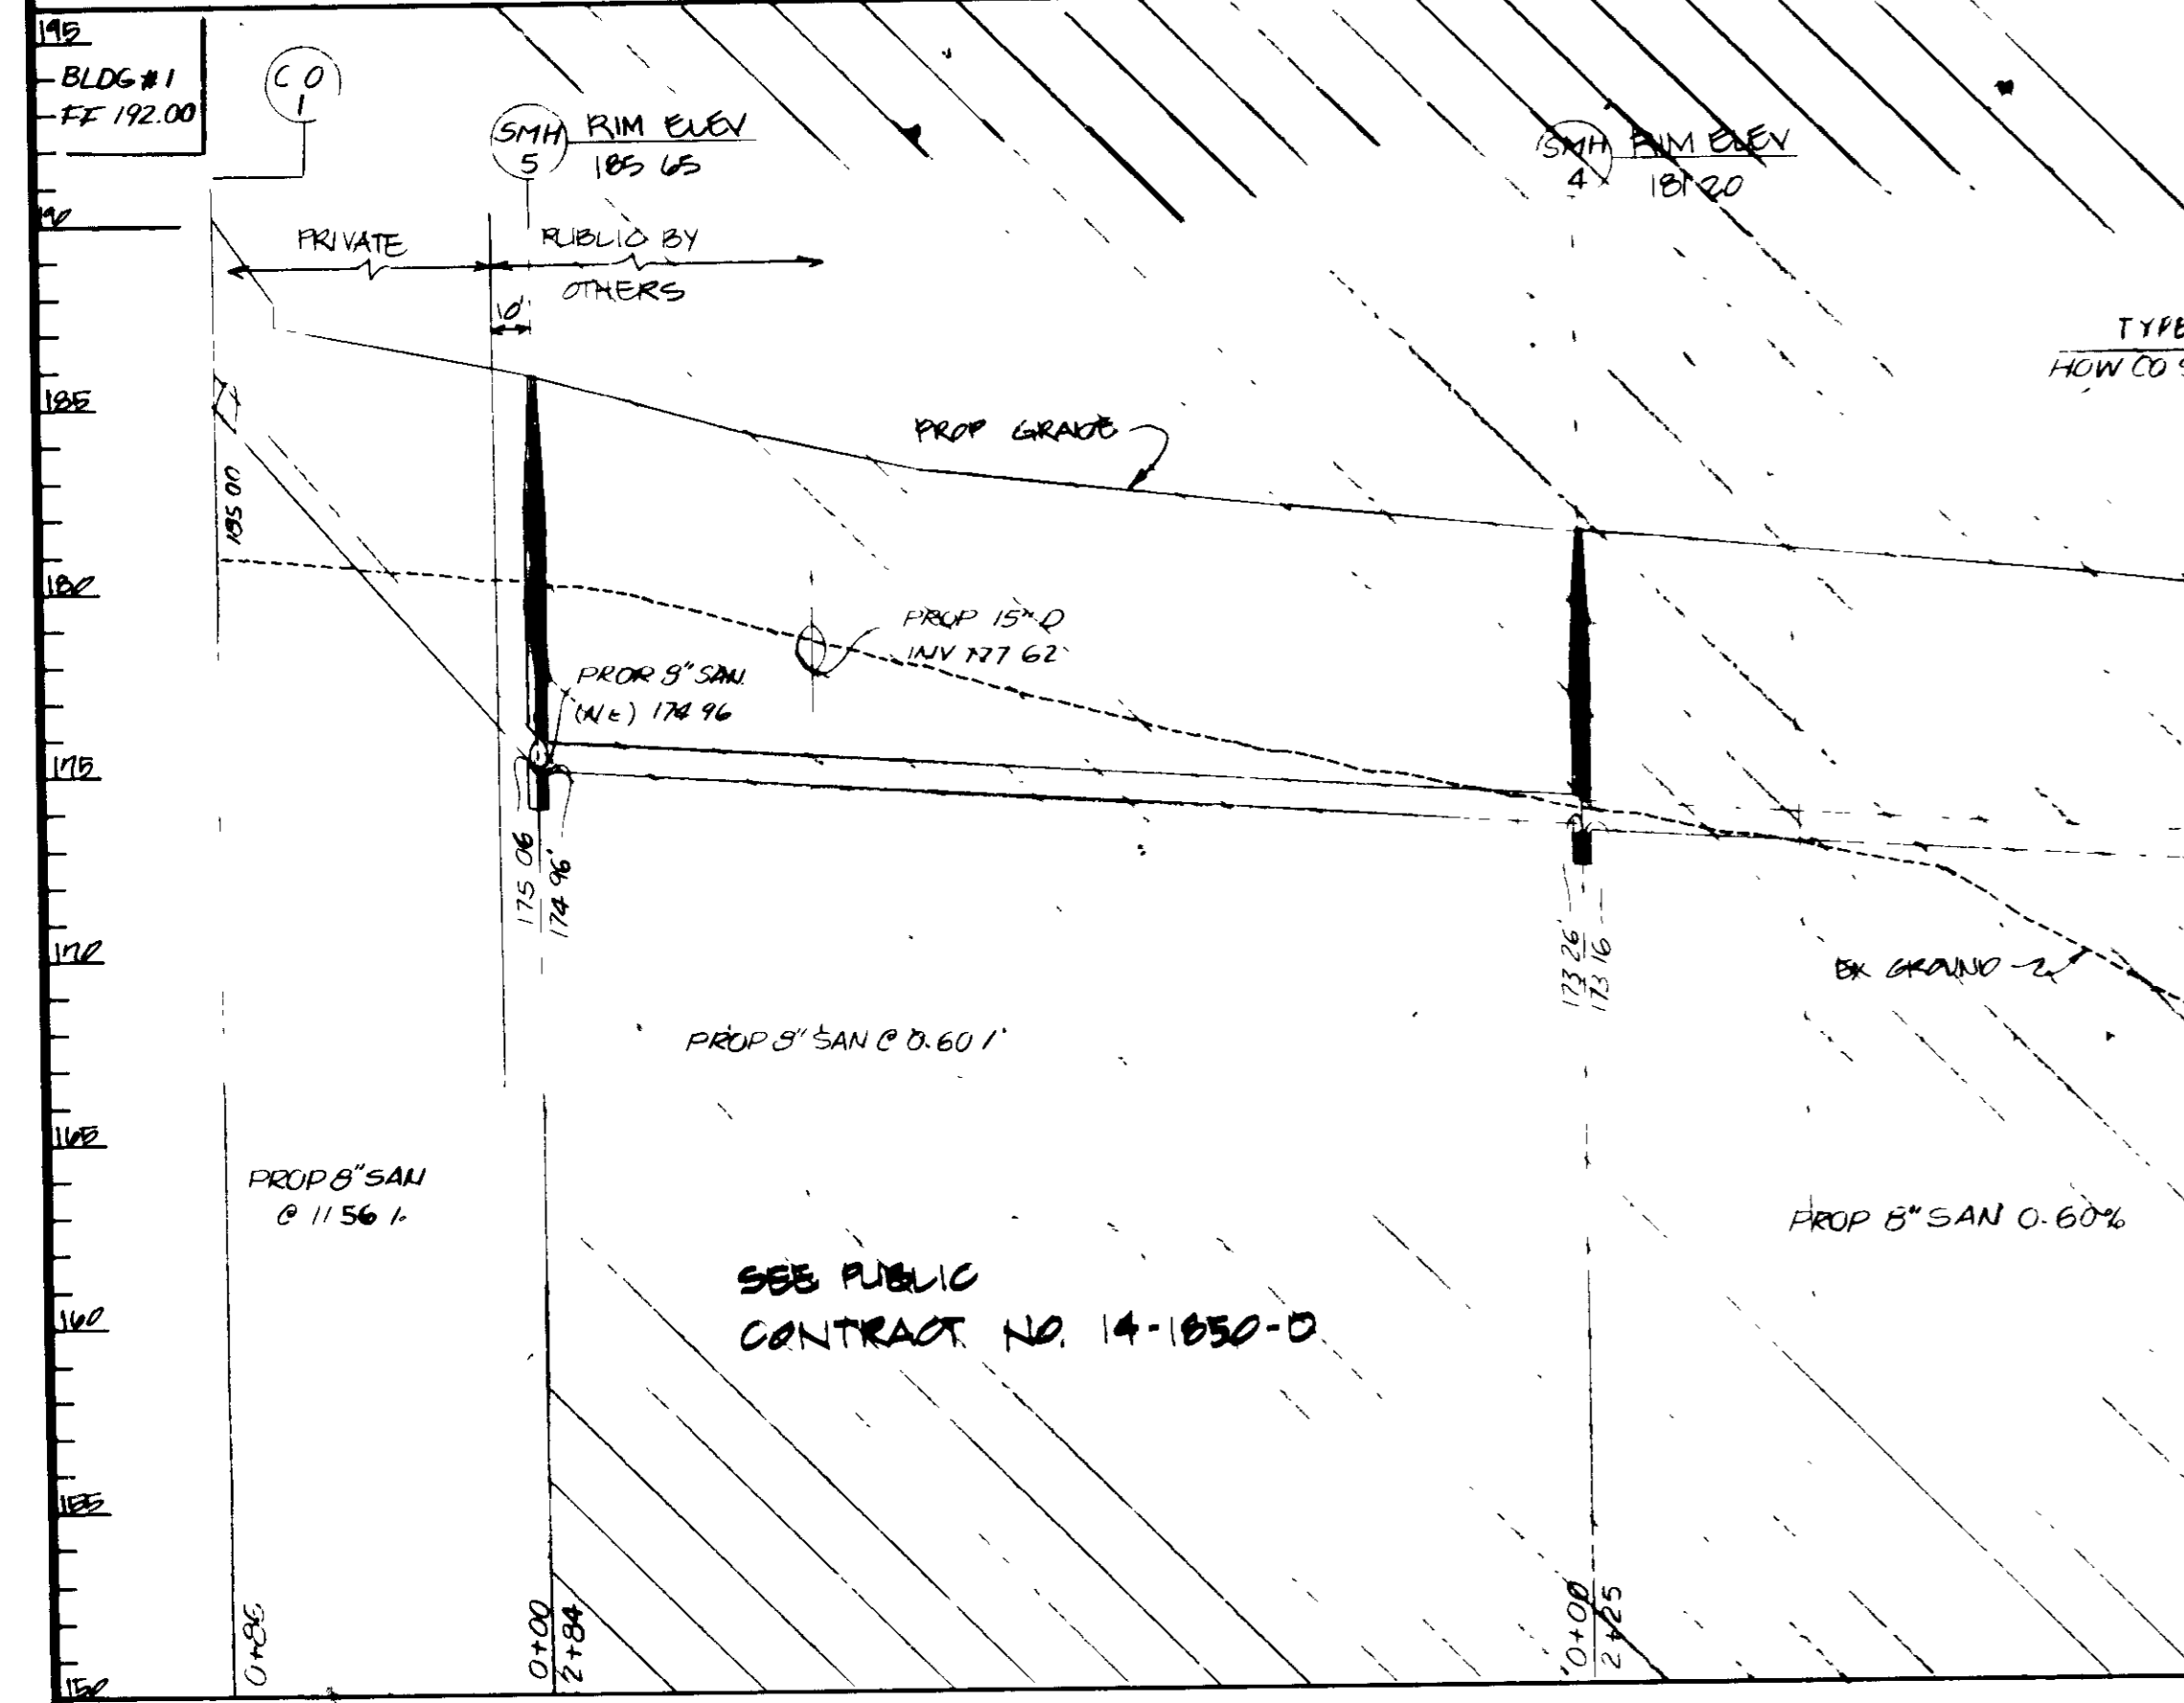 195
BLDG #1
FF 192.00
CO
1
SMH
5
RIM ELEV
185 65
SMH
4
RIM ELEV
181 20
190
PRIVATE
PUBLIC BY
OTHERS
10'
TYPE
HOW CO
185
PROP GRADE
185 00
180
PROP 15" D
INV 177 62
PROP 8" SAN.
(NE) 174 96
175
175 06
174 96'
173 26'
173 16
170
EX GROUND
PROP 8" SAN @ 0.60 %
165
PROP 8" SAN
@ 11 56 %
PROP 8" SAN 0.60%
SEE PUBLIC
CONTRACT NO. 14-1850-D
160
155
0+00
2+84
0+00
2+25
150